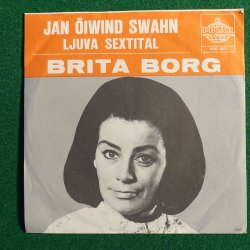 JAN ÖIWIND SWAHN
LJUVA SEXTITAL
BRITA BORG